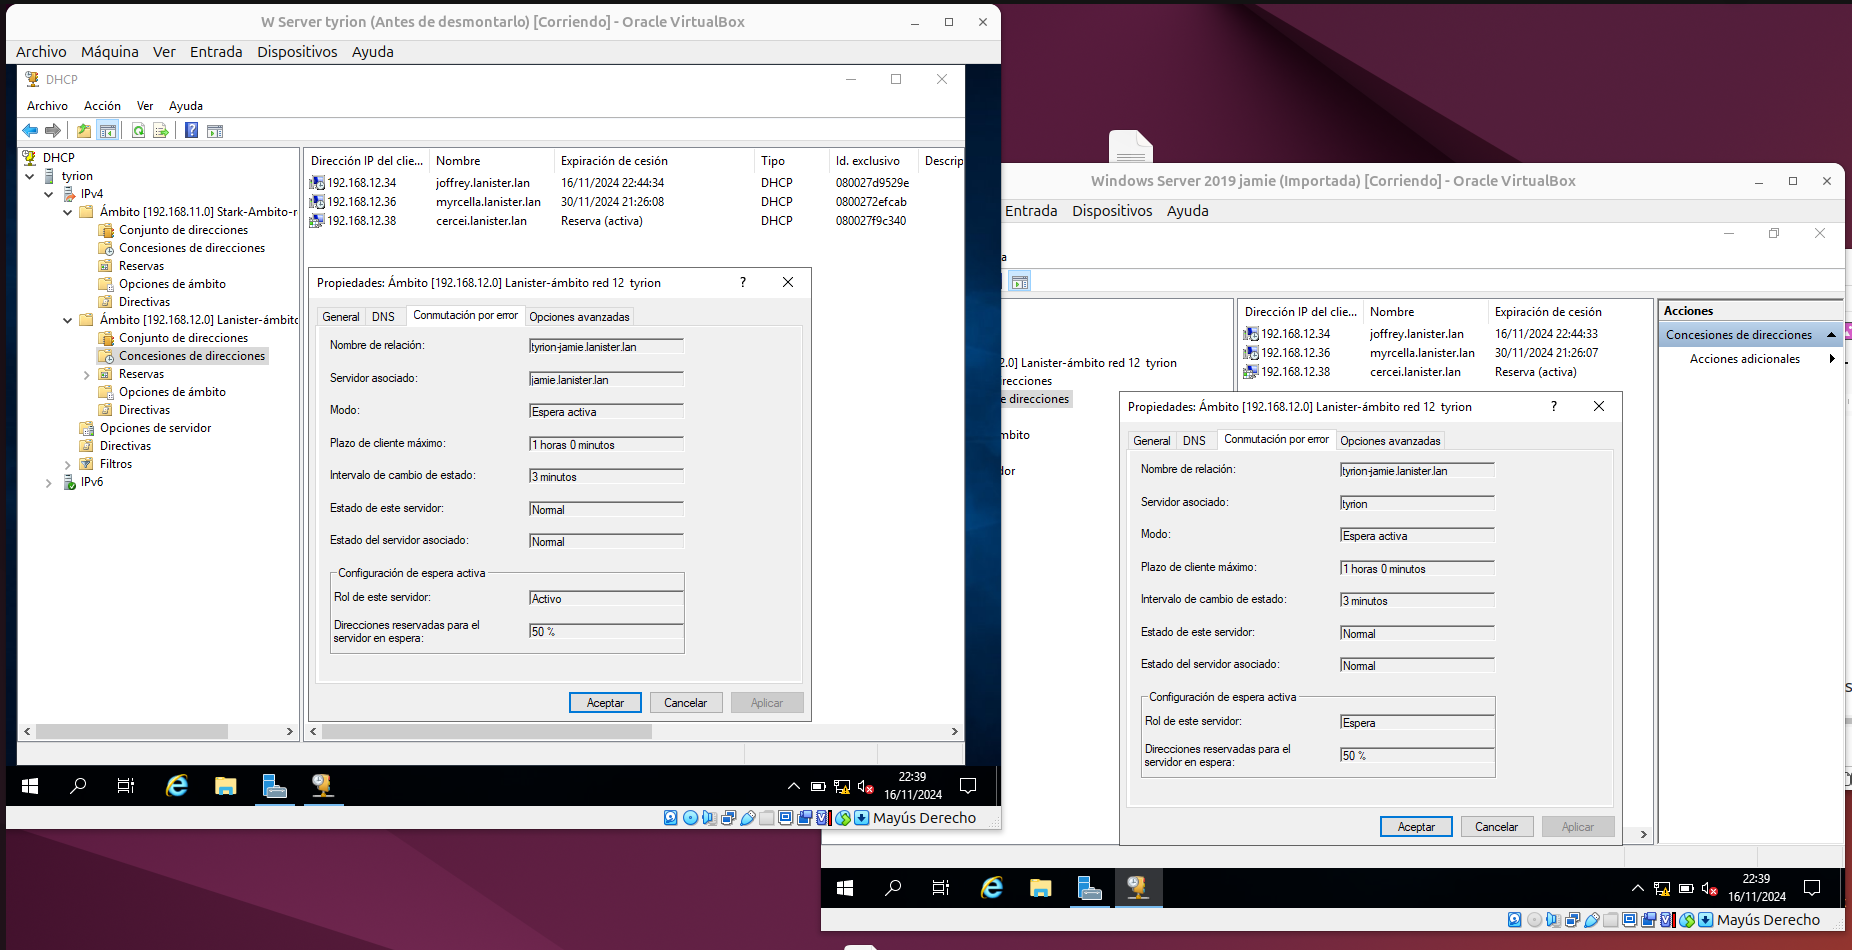 W Server tyrion (Antes de desmontarlo) [Corriendo] - Oracle VirtualBox
Archivo Máquina Ver Entrada Dispositivos Ayuda
DHCP
Archivo Acción Ver Ayuda
DHCP
tyrion
IPv4
Ámbito [192.168.11.0] Stark-Ambito-r
Conjunto de direcciones
Concesiones de direcciones
Reservas
Opciones de ámbito
Directivas
Ámbito [192.168.12.0] Lanister-ámbito
Conjunto de direcciones
Concesiones de direcciones
Reservas
Opciones de ámbito
Directivas
Opciones de servidor
Directivas
Filtros
IPv6
Dirección IP del clie... Nombre Expiración de cesión Tipo Id. exclusivo Descrip
192.168.12.34 joffrey.lanister.lan 16/11/2024 22:44:34 DHCP 080027d9529e
192.168.12.36 myrcella.lanister.lan 30/11/2024 21:26:08 DHCP 0800272efcab
192.168.12.38 cercei.lanister.lan Reserva (activa) DHCP 080027f9c340
Propiedades: Ámbito [192.168.12.0] Lanister-ámbito red 12 tyrion ?
General DNS Conmutación por error Opciones avanzadas
Nombre de relación: tyrion-jamie.lanister.lan
Servidor asociado: jamie.lanister.lan
Modo: Espera activa
Plazo de cliente máximo: 1 horas 0 minutos
Intervalo de cambio de estado: 3 minutos
Estado de este servidor: Normal
Estado del servidor asociado: Normal
Configuración de espera activa
Rol de este servidor: Activo
Direcciones reservadas para el servidor en espera: 50 %
Aceptar Cancelar Aplicar
22:39
16/11/2024
Mayús Derecho
Windows Server 2019 jamie (Importada) [Corriendo] - Oracle VirtualBox
Entrada Dispositivos Ayuda
a
2.0] Lanister-ámbito red 12 tyrion
irecciones
e direcciones
mbito
or
Dirección IP del clie... Nombre Expiración de cesión
192.168.12.34 joffrey.lanister.lan 16/11/2024 22:44:33
192.168.12.36 myrcella.lanister.lan 30/11/2024 21:26:07
192.168.12.38 cercei.lanister.lan Reserva (activa)
Acciones
Concesiones de direcciones
Acciones adicionales
Propiedades: Ámbito [192.168.12.0] Lanister-ámbito red 12 tyrion ?
General DNS Conmutación por error Opciones avanzadas
Nombre de relación: tyrion-jamie.lanister.lan
Servidor asociado: tyrion
Modo: Espera activa
Plazo de cliente máximo: 1 horas 0 minutos
Intervalo de cambio de estado: 3 minutos
Estado de este servidor: Normal
Estado del servidor asociado: Normal
Configuración de espera activa
Rol de este servidor: Espera
Direcciones reservadas para el servidor en espera: 50 %
Aceptar Cancelar Aplicar
22:39
16/11/2024
Mayús Derecho